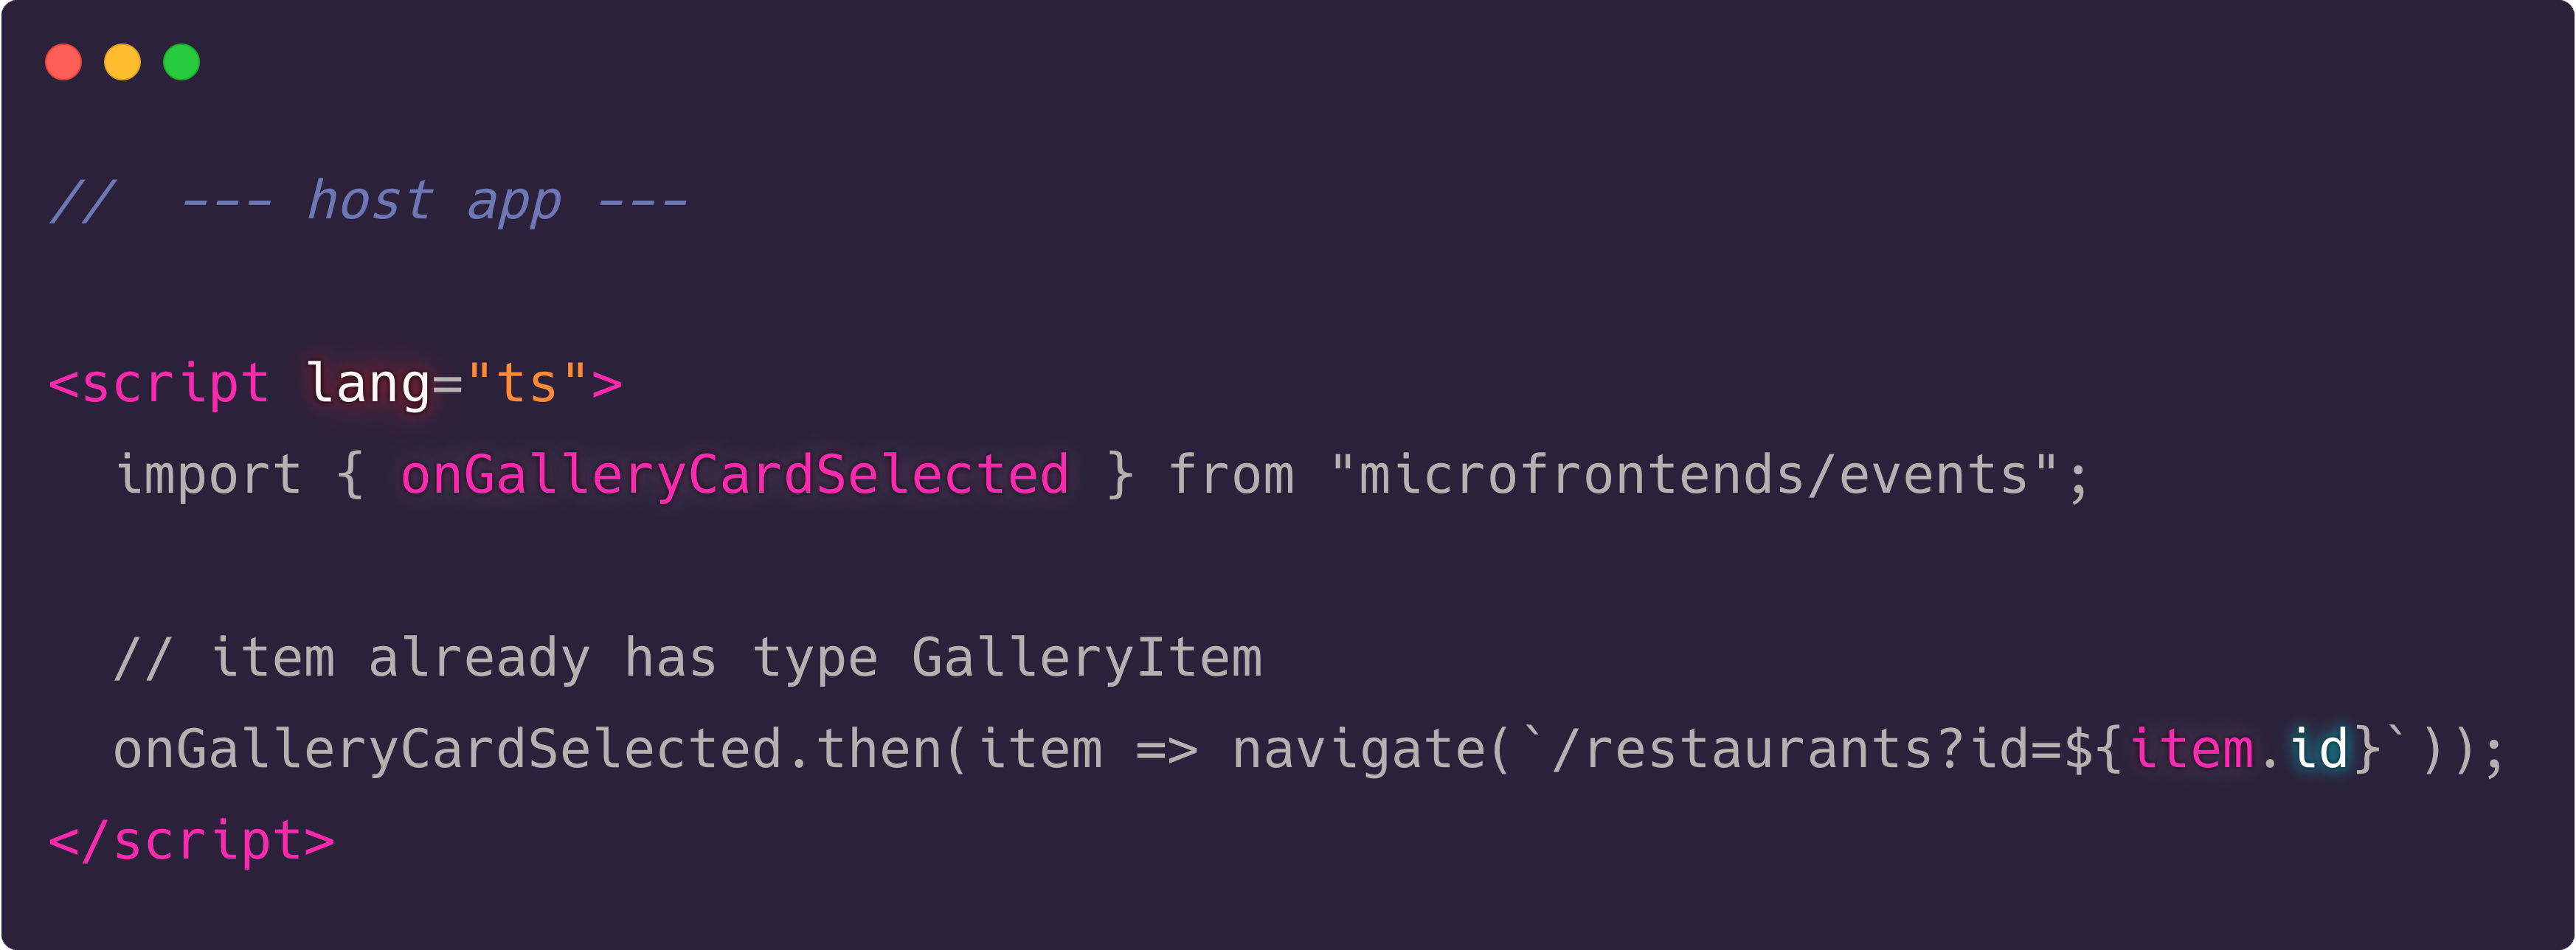 //  --- host app ---
<script lang="ts">
  import { onGalleryCardSelected } from "microfrontends/events";
  // item already has type GalleryItem
  onGalleryCardSelected.then(item => navigate(`/restaurants?id=${item.id}`));
</script>